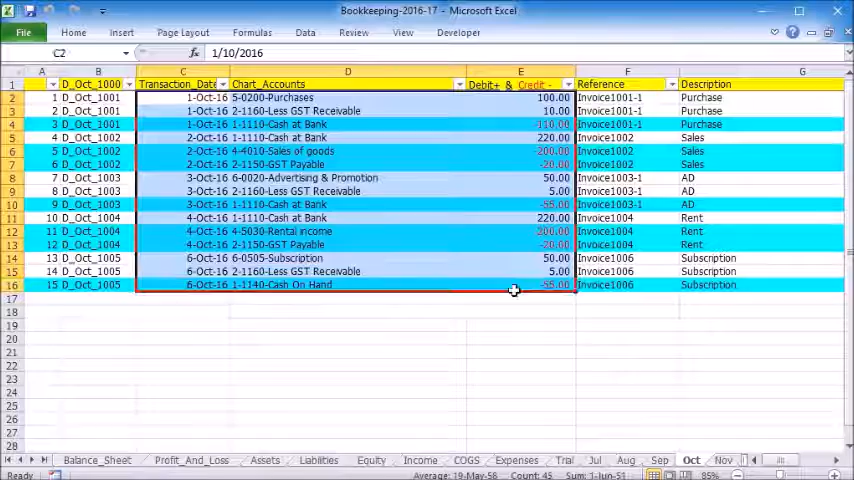 Bookkeeping-2016-17 - Microsoft Excel
File Home Insert Page Layout Formulas Data Review View Developer
C2 fx 1/10/2016
A B C D E F G
1 D_Oct_1000 Transaction_Date Chart_Accounts Debit+ & Credit - Reference Description
2 1 D_Oct_1001 1-Oct-16 5-0200-Purchases 100.00 Invoice1001-1 Purchase
3 2 D_Oct_1001 1-Oct-16 2-1160-Less GST Receivable 10.00 Invoice1001-1 Purchase
4 3 D_Oct_1001 1-Oct-16 1-1110-Cash at Bank -110.00 Invoice1001-1 Purchase
5 4 D_Oct_1002 2-Oct-16 1-1110-Cash at Bank 220.00 Invoice1002 Sales
6 5 D_Oct_1002 2-Oct-16 4-4010-Sales of goods -200.00 Invoice1002 Sales
7 6 D_Oct_1002 2-Oct-16 2-1150-GST Payable -20.00 Invoice1002 Sales
8 7 D_Oct_1003 3-Oct-16 6-0020-Advertising & Promotion 50.00 Invoice1003-1 AD
9 8 D_Oct_1003 3-Oct-16 2-1160-Less GST Receivable 5.00 Invoice1003-1 AD
10 9 D_Oct_1003 3-Oct-16 1-1110-Cash at Bank -55.00 Invoice1003-1 AD
11 10 D_Oct_1004 4-Oct-16 1-1110-Cash at Bank 220.00 Invoice1004 Rent
12 11 D_Oct_1004 4-Oct-16 4-5030-Rental income -200.00 Invoice1004 Rent
13 12 D_Oct_1004 4-Oct-16 2-1150-GST Payable -20.00 Invoice1004 Rent
14 13 D_Oct_1005 6-Oct-16 6-0505-Subscription 50.00 Invoice1006 Subscription
15 14 D_Oct_1005 6-Oct-16 2-1160-Less GST Receivable 5.00 Invoice1006 Subscription
16 15 D_Oct_1005 6-Oct-16 1-1140-Cash On Hand -55.00 Invoice1006 Subscription
17
18
19
20
21
22
23
24
25
26
27
28
Balance_Sheet Profit_And_Loss Assets Liabilities Equity Income COGS Expenses Trial Jul Aug Sep Oct Nov
Ready Average: 19-May-58 Count: 45 Sum: 1-Jun-51 85%